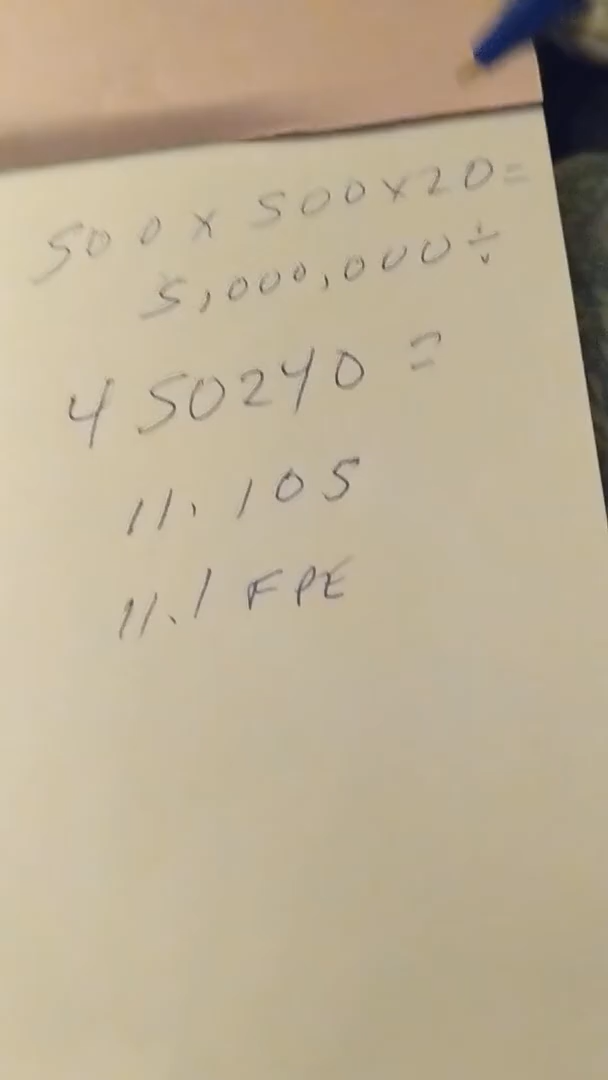 500 x 500 x 20 =
5,000,000 ÷
450240 =
11.105
11.1 FPE